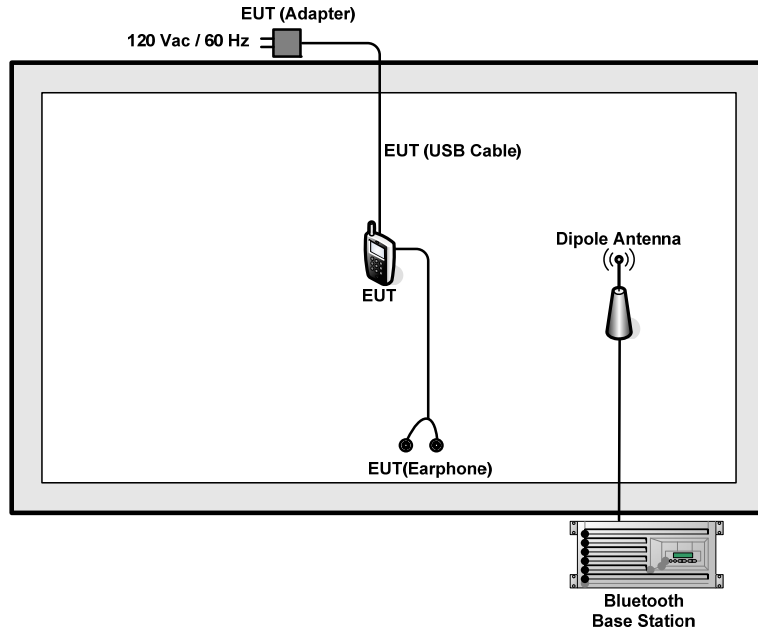 EUT (Adapter)
120 Vac / 60 Hz
EUT (USB Cable)
Dipole Antenna
EUT
EUT(Earphone)
Bluetooth
Base Station